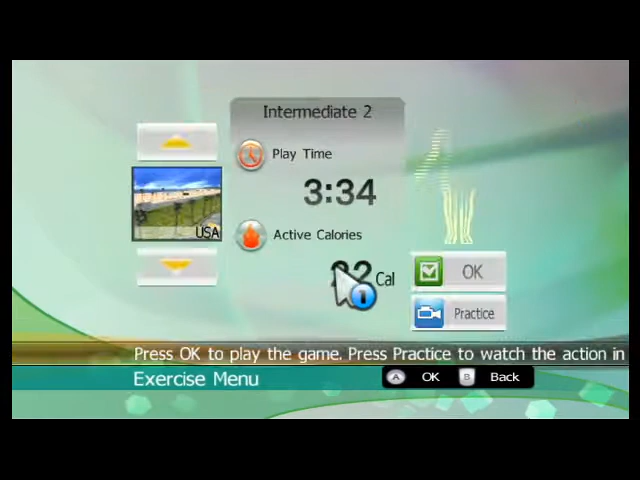 Intermediate 2
Play Time
3:34
USA
Active Calories
Cal
1
OK
Practice
Press OK to play the game. Press Practice to watch the action in
Exercise Menu
A OK B Back